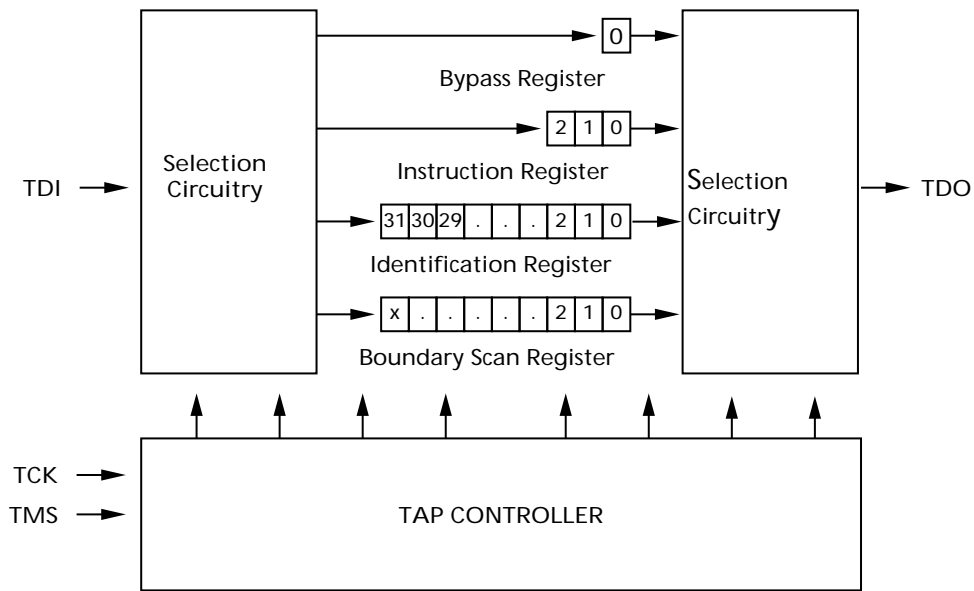 0
Bypass Register
2 1 0
Selection
Circuitry
Instruction Register
TDI
Selection
Circuitry
TDO
31 30 29 . . . 2 1 0
Identification Register
x . . . . . 2 1 0
Boundary Scan Register
TCK
TMS
TAP CONTROLLER